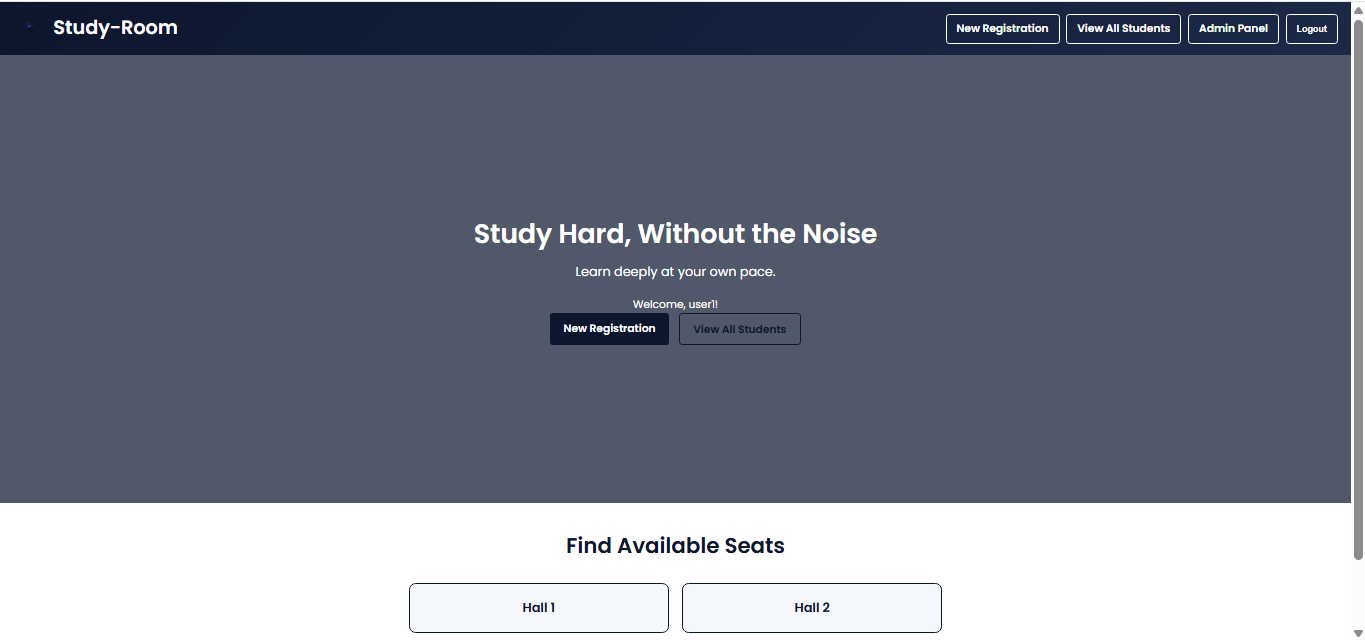 Study-Room
New Registration
View All Students
Admin Panel
Logout
Study Hard, Without the Noise
Learn deeply at your own pace.
Welcome, user1!
New Registration
View All Students
Find Available Seats
Hall 1
Hall 2